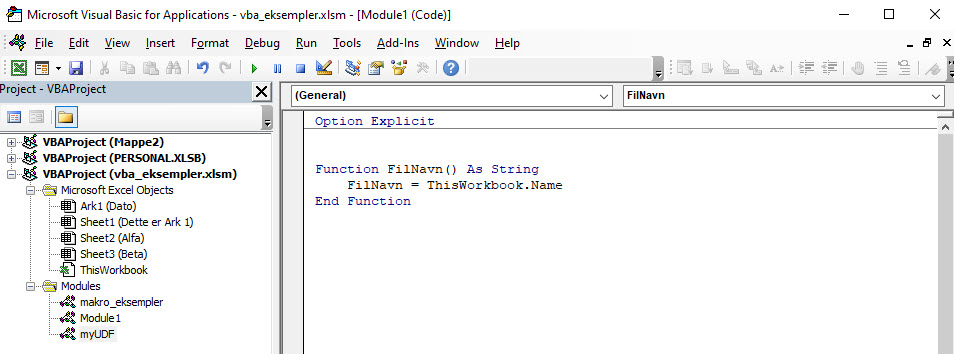 Microsoft Visual Basic for Applications - vba_eksempler.xlsm - [Module1 (Code)]
File Edit View Insert Format Debug Run Tools Add-Ins Window Help
Project - VBAProject
(General) FilNavn
Option Explicit
VBAProject (Mappe2)
VBAProject (PERSONAL.XLSB)
VBAProject (vba_eksempler.xlsm)
Microsoft Excel Objects
Ark1 (Dato)
Sheet1 (Dette er Ark 1)
Sheet2 (Alfa)
Sheet3 (Beta)
ThisWorkbook
Modules
makro_eksempler
Module1
myUDF
Function FilNavn() As String
FilNavn = ThisWorkbook.Name
End Function